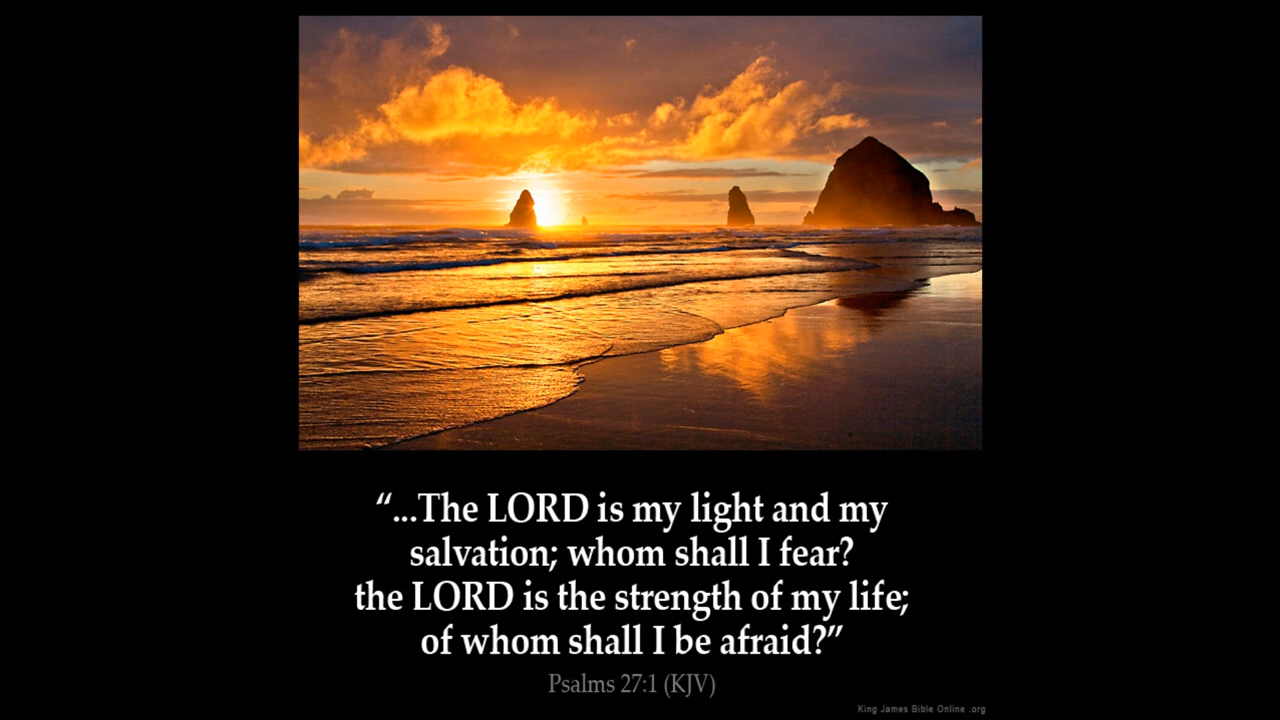 “...The LORD is my light and my
salvation; whom shall I fear?
the LORD is the strength of my life;
of whom shall I be afraid?”
Psalms 27:1 (KJV)
King James Bible Online .org